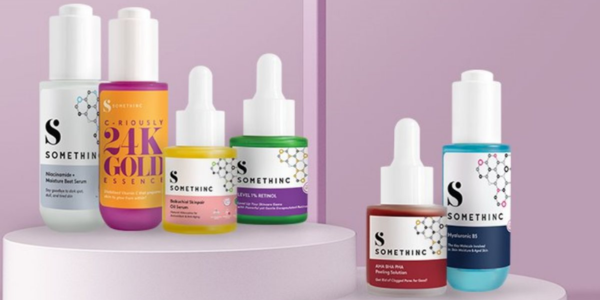 S
SOMETHINC
Niacinamide +
Moisture Beet Serum
S SOMETHINC
C-RIOUSLY
24K
GOLD
ESSENCE
S
SOMETHINC
Bakuchiol Skinpair
Oil Serum
S
SOMETHINC
LEVEL 1% RETINOL
S
SOMETHINC
AHA BHA PHA
Peeling Solution
S
SOMETHINC
Hyaluronic B5